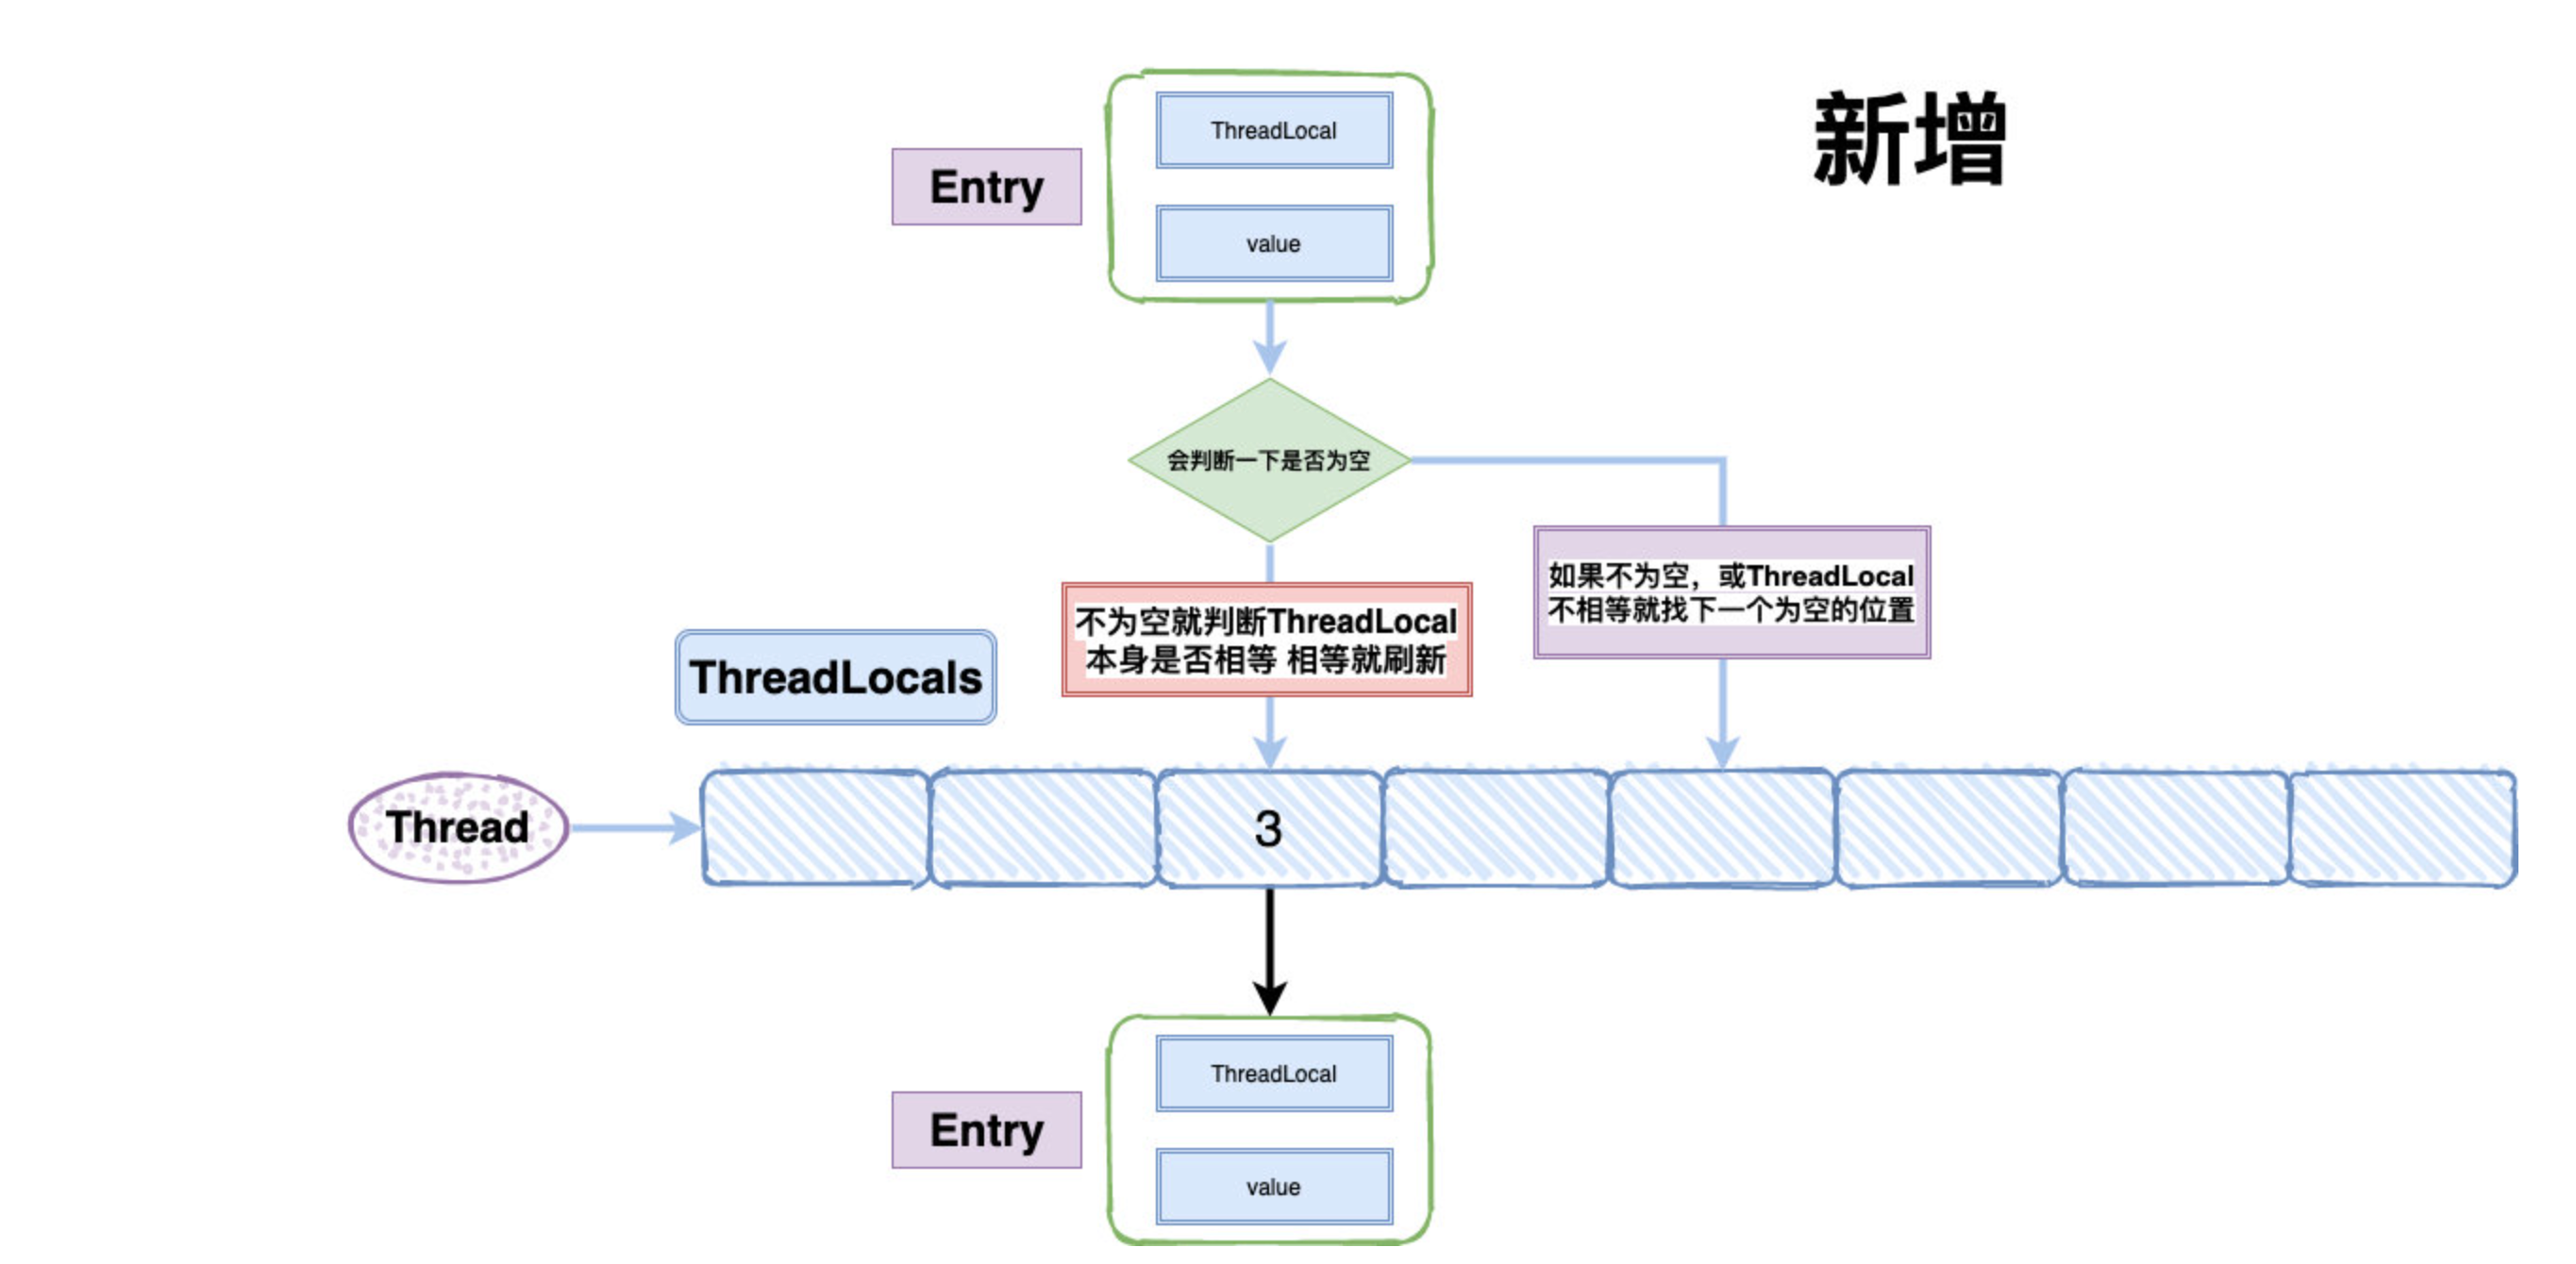 新增
ThreadLocal
Entry
value
会判断一下是否为空
如果不为空，或ThreadLocal
不相等就找下一个为空的位置
不为空就判断ThreadLocal
本身是否相等 相等就刷新
ThreadLocals
Thread
3
ThreadLocal
Entry
value